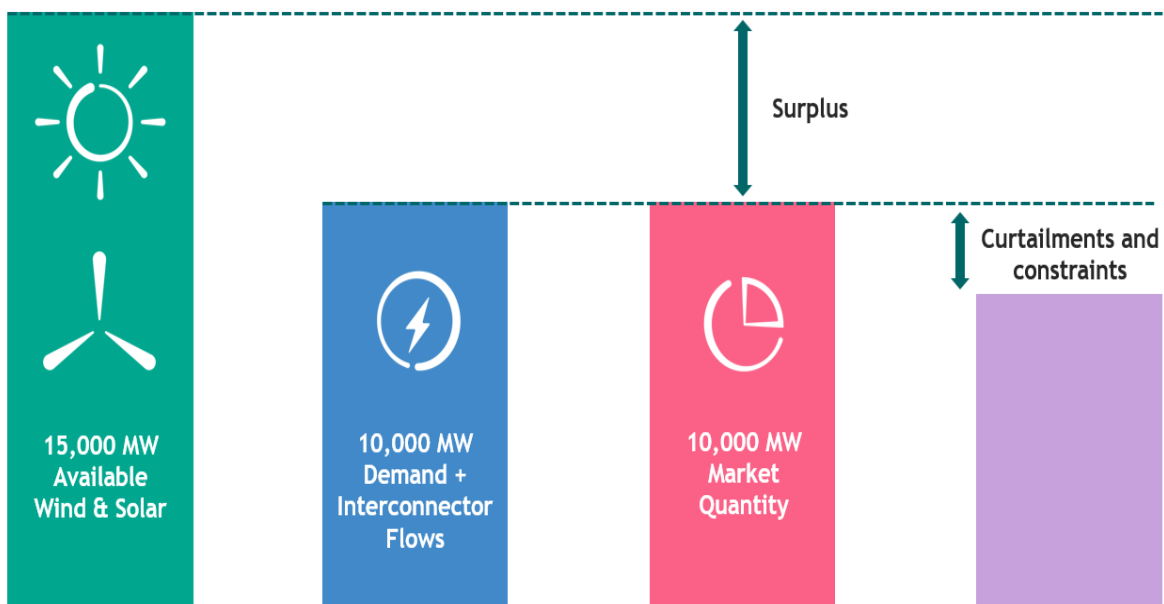 Surplus
Curtailments and
constraints
15,000 MW
Available
Wind & Solar
10,000 MW
Demand +
Interconnector
Flows
10,000 MW
Market
Quantity